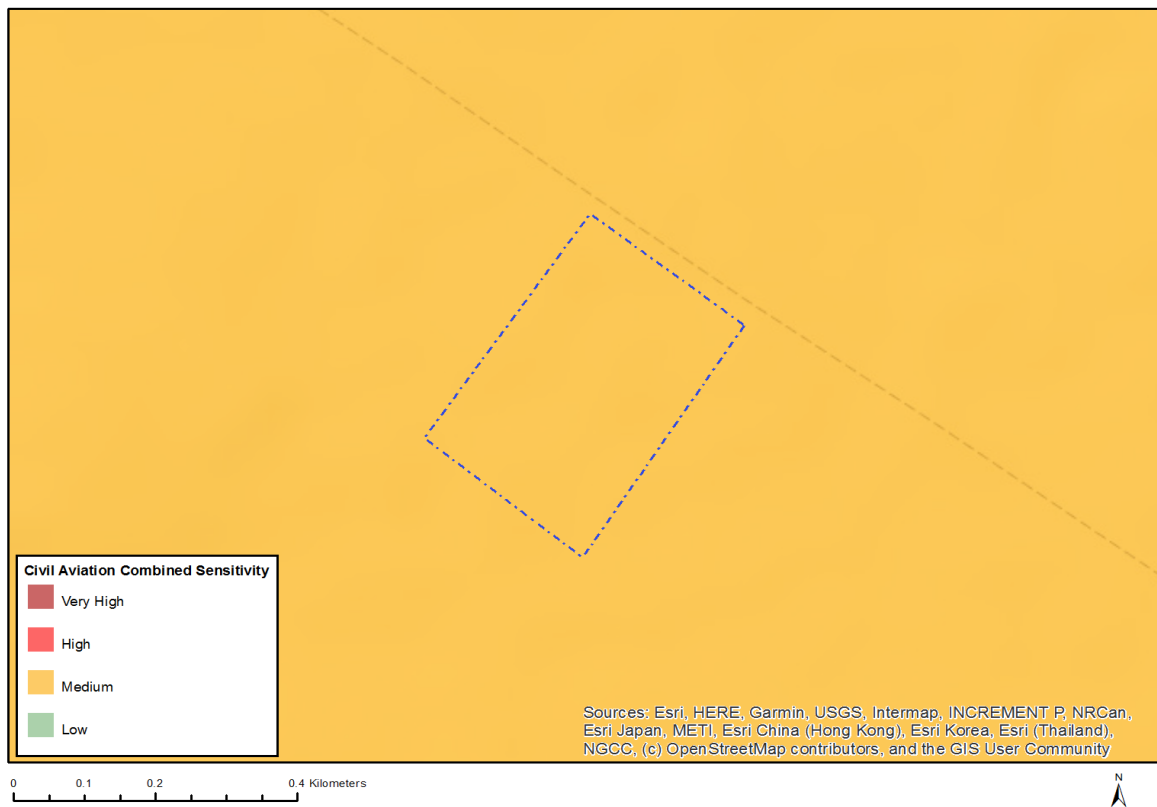 Civil Aviation Combined Sensitivity
Very High
High
Medium
Low
Sources: Esri, HERE, Garmin, USGS, Intermap, INCREMENT P, NRCan,
Esri Japan, METI, Esri China (Hong Kong), Esri Korea, Esri (Thailand),
NGCC, (c) OpenStreetMap contributors, and the GIS User Community
0 0.1 0.2 0.4 Kilometers
N